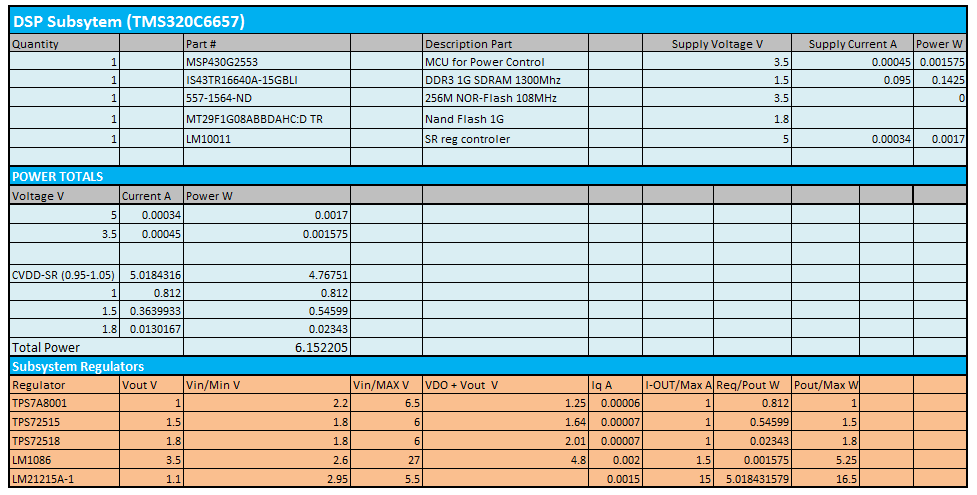 DSP Subsytem (TMS320C6657)
Quantity Part # Description Part Supply Voltage V Supply Current A Power W
1 MSP430G2553 MCU for Power Control 3.5 0.00045 0.001575
1 IS43TR16640A-15GBLI DDR3 1G SDRAM 1300Mhz 1.5 0.095 0.1425
1 557-1564-ND 256M NOR-Flash 108MHz 3.5 0
1 MT29F1G08ABBDAHC:D TR Nand Flash 1G 1.8
1 LM10011 SR reg controler 5 0.00034 0.0017
POWER TOTALS
Voltage V Current A Power W
5 0.00034 0.0017
3.5 0.00045 0.001575
CVDD-SR (0.95-1.05) 5.0184316 4.76751
1 0.812 0.812
1.5 0.3639933 0.54599
1.8 0.0130167 0.02343
Total Power 6.152205
Subsystem Regulators
Regulator Vout V Vin/Min V Vin/MAX V VDO + Vout V Iq A I-OUT/Max A Req/Pout W Pout/Max W
TPS7A8001 1 2.2 6.5 1.25 0.00006 1 0.812 1
TPS72515 1.5 1.8 6 1.64 0.00007 1 0.54599 1.5
TPS72518 1.8 1.8 6 2.01 0.00007 1 0.02343 1.8
LM1086 3.5 2.6 27 4.8 0.002 1.5 0.001575 5.25
LM21215A-1 1.1 2.95 5.5 0.0015 15 5.018431579 16.5